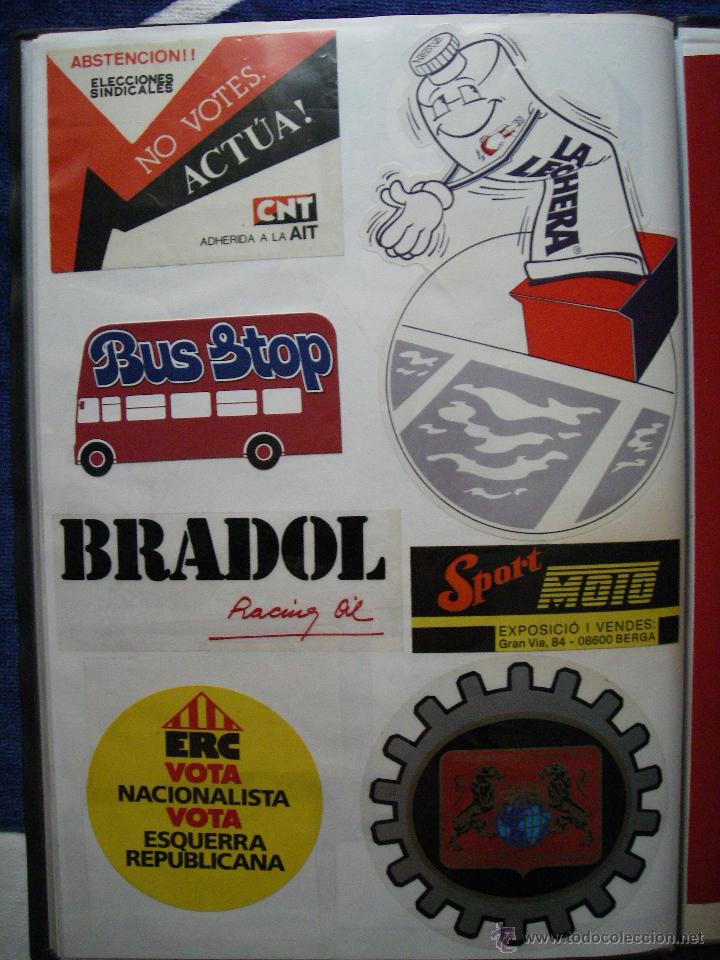 ABSTENCION!!
ELECCIONES
SINDICALES
NO VOTES.
ACTÚA!
CNT
ADHERIDA A LA AIT
Nestlé
LA
LECHERA®
Bus Stop
BRADOL
Racing Oil
Sport MOTO
EXPOSICIÓ I VENDES:
Gran Via, 84 - 08600 BERGA
ERC
VOTA
NACIONALISTA
VOTA
ESQUERRA
REPUBLICANA
© www.todocoleccion.net